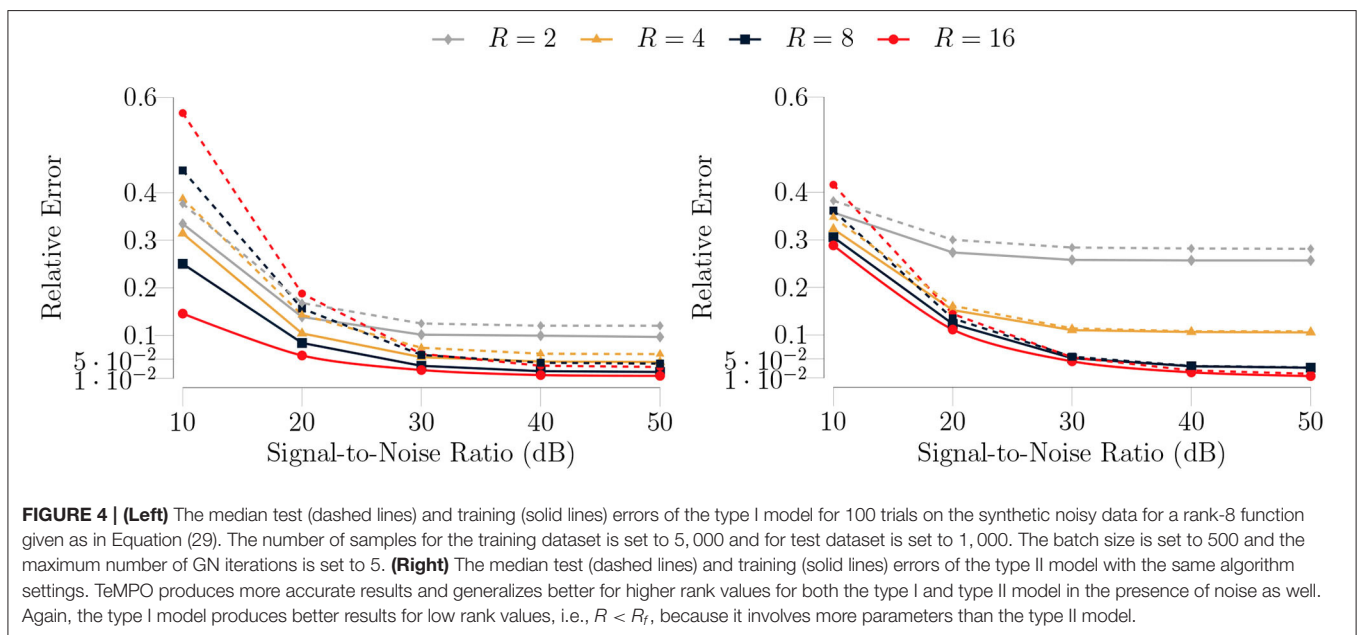 R = 2 R = 4 R = 8 R = 16
0.6
0.4
0.3
0.2
0.1
5 · 10⁻²
1 · 10⁻²
Relative Error
10 20 30 40 50
Signal-to-Noise Ratio (dB)
0.6
0.4
0.3
0.2
0.1
5 · 10⁻²
1 · 10⁻²
Relative Error
10 20 30 40 50
Signal-to-Noise Ratio (dB)
FIGURE 4 | (Left) The median test (dashed lines) and training (solid lines) errors of the type I model for 100 trials on the synthetic noisy data for a rank-8 function
given as in Equation (29). The number of samples for the training dataset is set to 5, 000 and for test dataset is set to 1, 000. The batch size is set to 500 and the
maximum number of GN iterations is set to 5. (Right) The median test (dashed lines) and training (solid lines) errors of the type II model with the same algorithm
settings. TeMPO produces more accurate results and generalizes better for higher rank values for both the type I and type II model in the presence of noise as well.
Again, the type I model produces better results for low rank values, i.e., R < R_f, because it involves more parameters than the type II model.